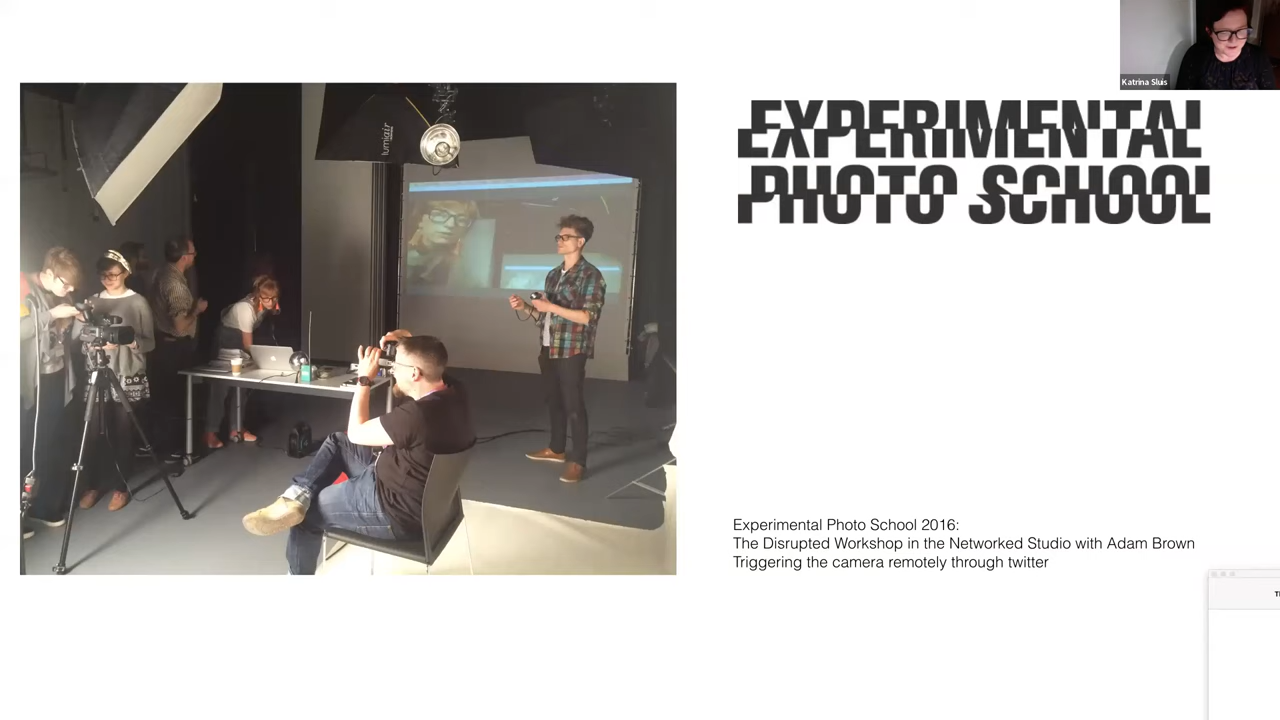 Katrina Sluis
EXPERIMENTAL
PHOTO SCHOOL
lumiair
Experimental Photo School 2016:
The Disrupted Workshop in the Networked Studio with Adam Brown
Triggering the camera remotely through twitter